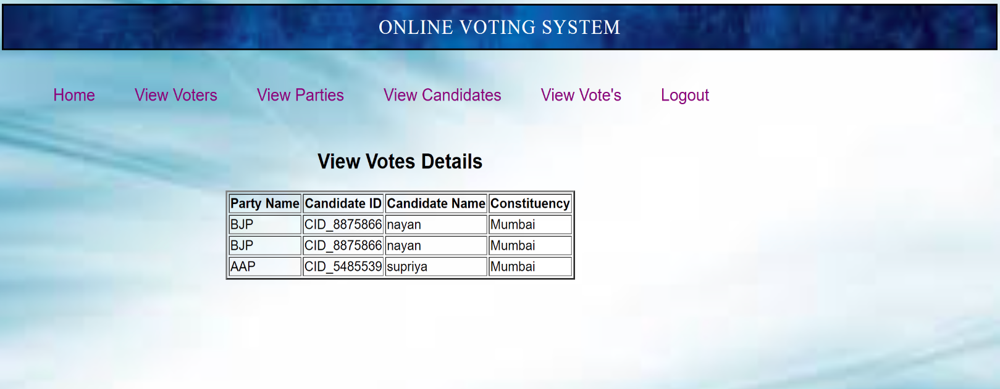 ONLINE VOTING SYSTEM
Home View Voters View Parties View Candidates View Vote's Logout
View Votes Details
Party Name Candidate ID Candidate Name Constituency
BJP CID_8875866 nayan Mumbai
BJP CID_8875866 nayan Mumbai
AAP CID_5485539 supriya Mumbai